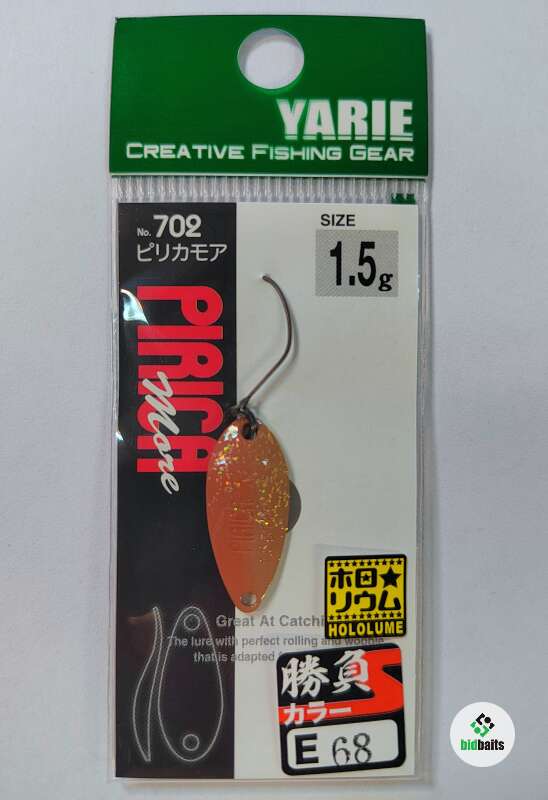 YARIE
CREATIVE FISHING GEAR
No. 702
ピリカモア
SIZE
1.5g
PIRICA
More
PIRICA
ホロ★
リウム
HOLOLUME
Great At Catchi
The lure with perfect rolling and wobble
that is adapted
勝負
カラー
E 68
bidbaits